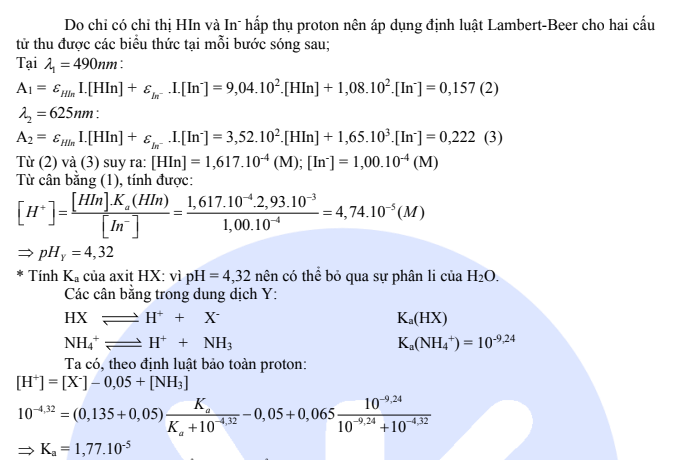 Do chỉ có chỉ thị HIn và In⁻ hấp thụ proton nên áp dụng định luật Lambert-Beer cho hai cấu
tử thu được các biểu thức tại mỗi bước sóng sau;
Tại λ₁ = 490nm :
A₁ = ε_HIn I.[HIn] + ε_In⁻ .I.[In⁻] = 9,04.10².[HIn] + 1,08.10².[In⁻] = 0,157 (2)
λ₂ = 625nm :
A₂ = ε_HIn I.[HIn] + ε_In⁻ .I.[In⁻] = 3,52.10².[HIn] + 1,65.10³.[In⁻] = 0,222 (3)
Từ (2) và (3) suy ra: [HIn] = 1,617.10⁻⁴ (M); [In⁻] = 1,00.10⁻⁴ (M)
Từ cân bằng (1), tính được:
[H⁺] = [HIn].Kₐ(HIn) / [In⁻] = 1,617.10⁻⁴.2,93.10⁻³ / 1,00.10⁻⁴ = 4,74.10⁻⁵(M)
⇒ pH_Y = 4,32
* Tính Kₐ của axit HX: vì pH = 4,32 nên có thể bỏ qua sự phân li của H₂O.
Các cân bằng trong dung dịch Y:
HX ⇌ H⁺ + X⁻ Kₐ(HX)
NH₄⁺ ⇌ H⁺ + NH₃ Kₐ(NH₄⁺) = 10⁻⁹,²⁴
Ta có, theo định luật bảo toàn proton:
[H⁺] = [X⁻] – 0,05 + [NH₃]
10⁻⁴,³² = (0,135 + 0,05) Kₐ / (Kₐ + 10⁻⁴,³²) − 0,05 + 0,065 10⁻⁹,²⁴ / (10⁻⁹,²⁴ + 10⁻⁴,³²)
⇒ Kₐ = 1,77.10⁻⁵